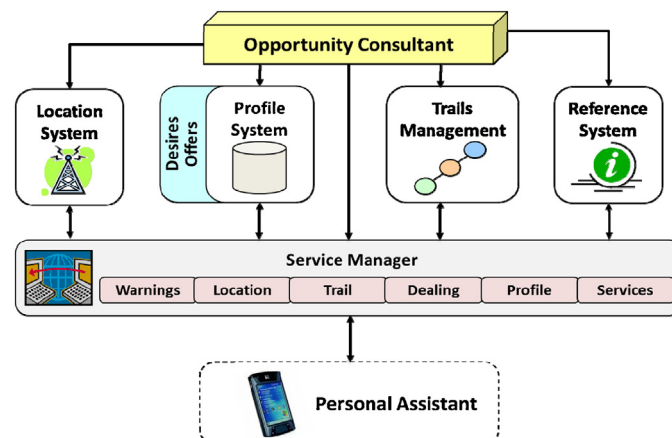 Opportunity Consultant
Location
System
Desires
Offers
Profile
System
Trails
Management
Reference
System
i
Service Manager
Warnings
Location
Trail
Dealing
Profile
Services
Personal Assistant